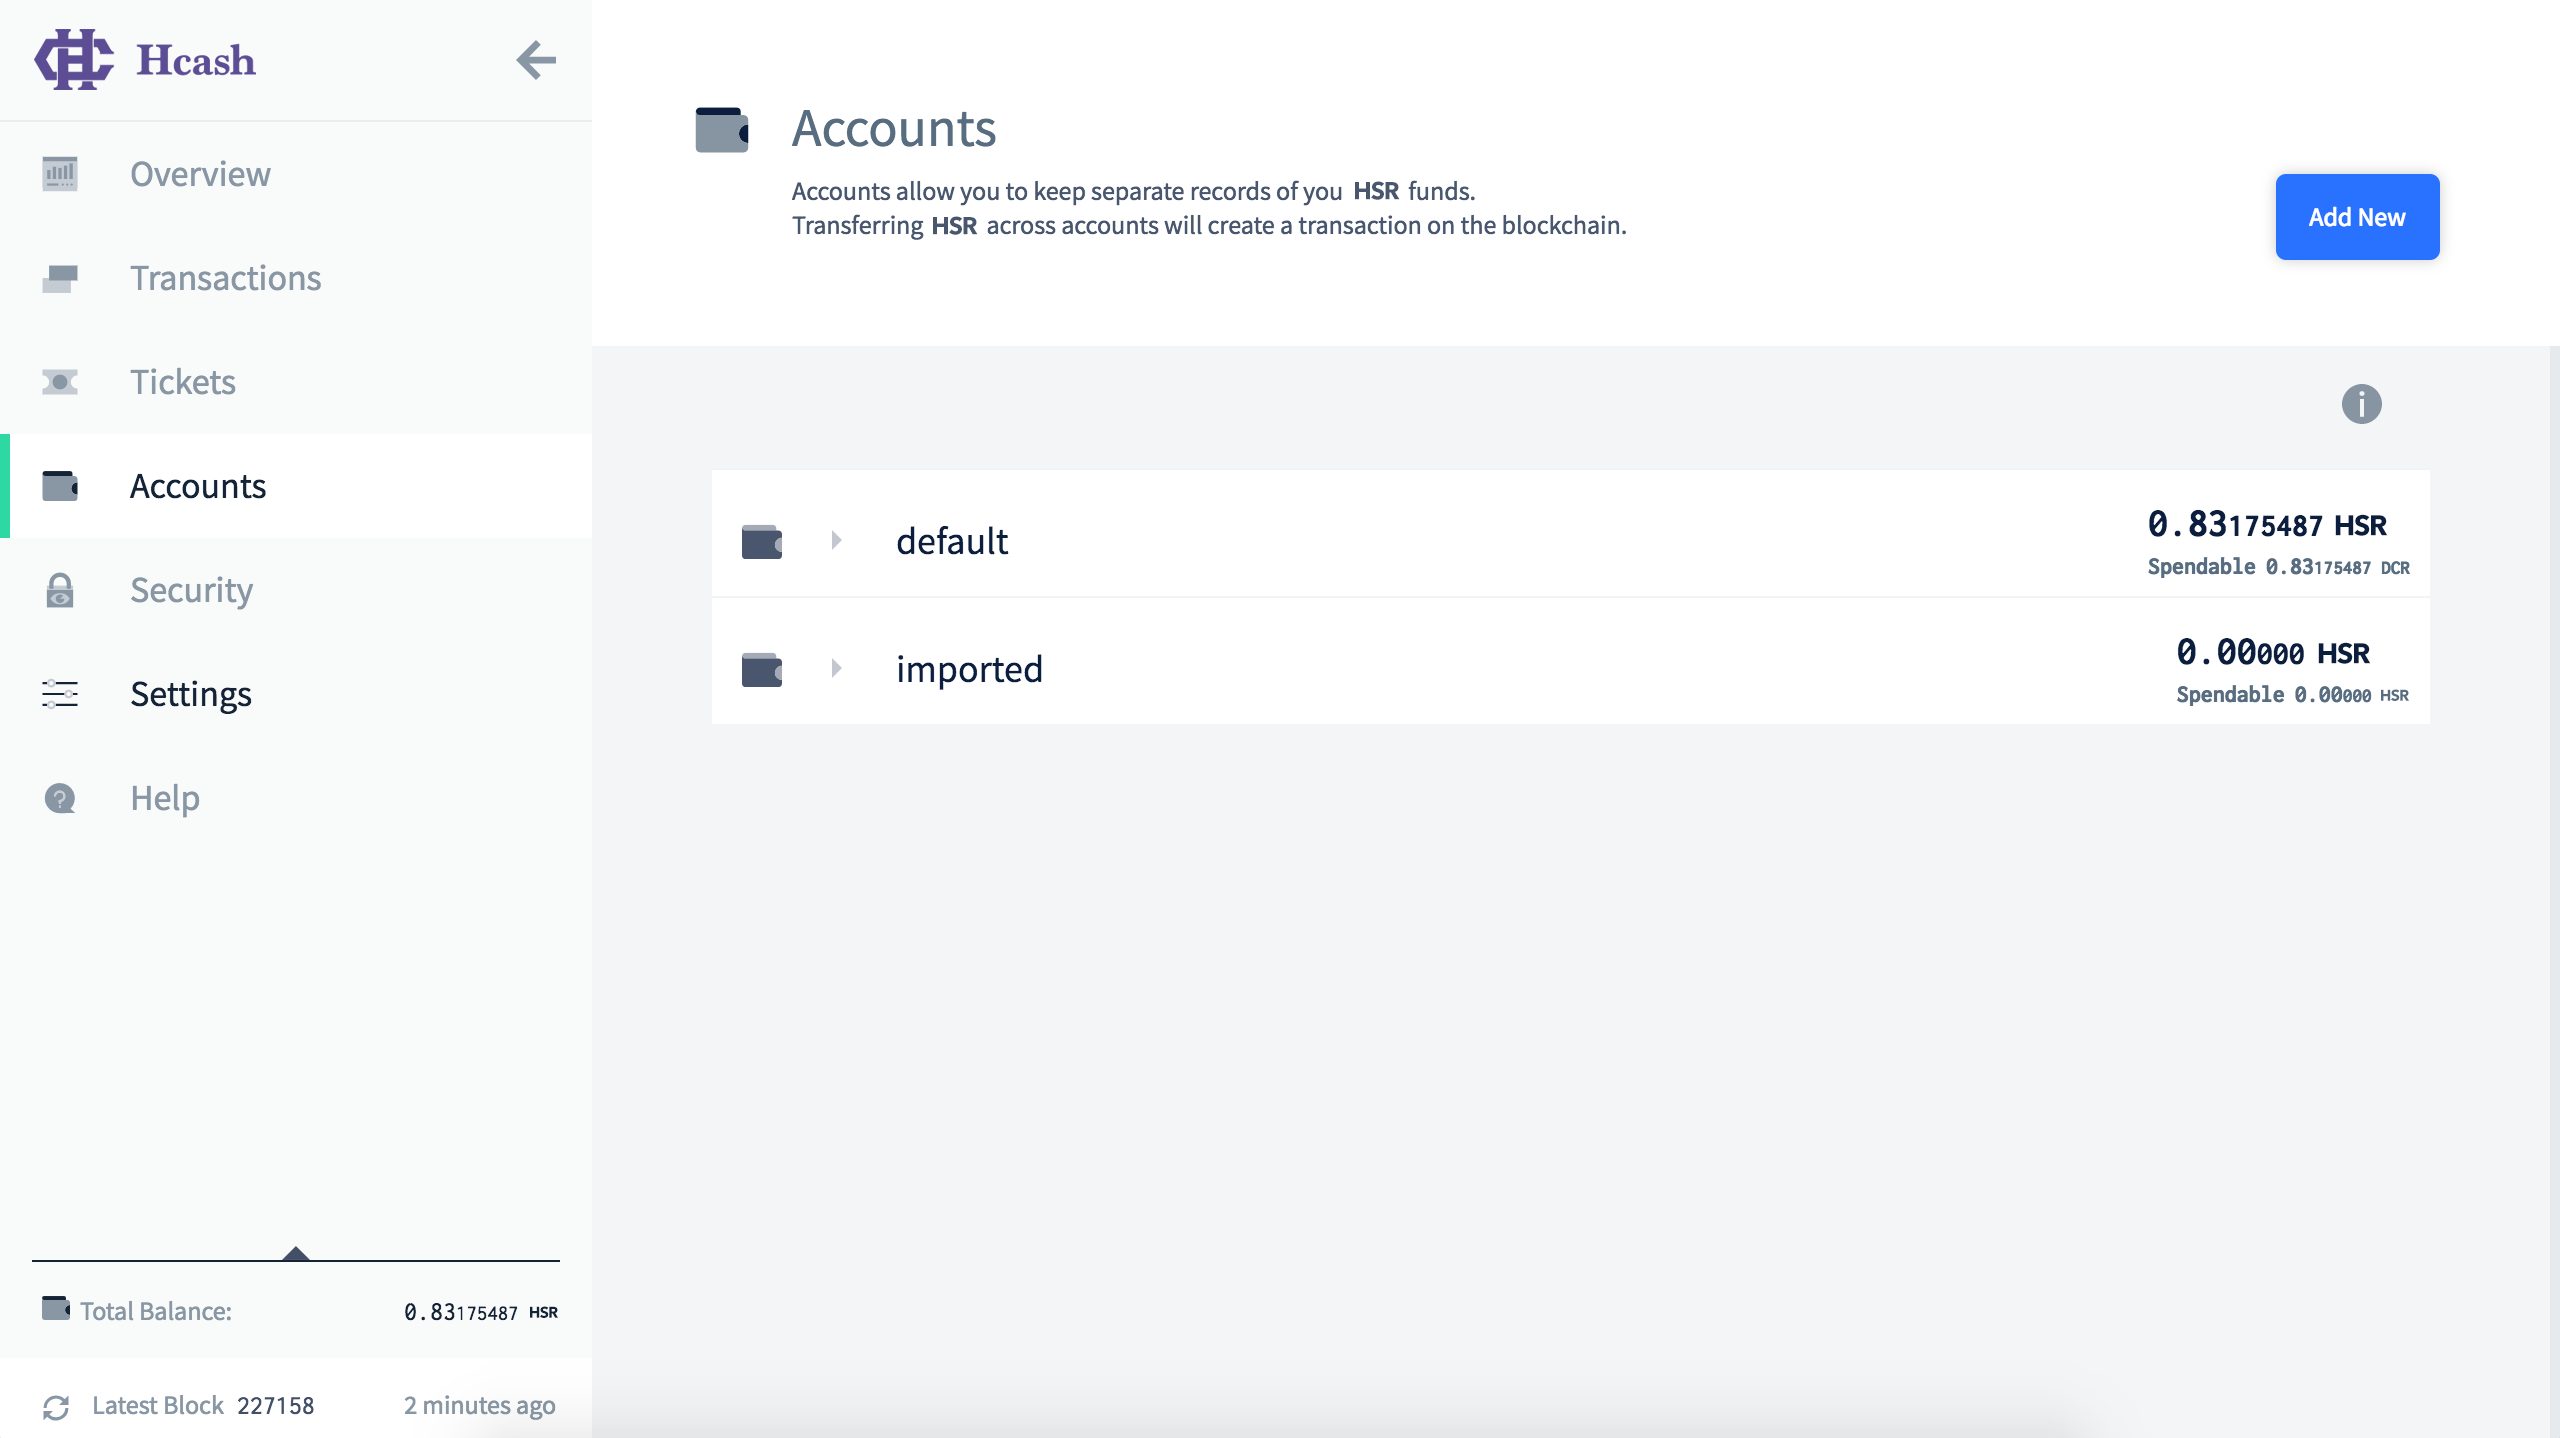 Hcash
Overview
Transactions
Tickets
Accounts
Security
Settings
Help
Total Balance: 0.83175487 HSR
Latest Block 227158 2 minutes ago
Accounts
Accounts allow you to keep separate records of you HSR funds.
Transferring HSR across accounts will create a transaction on the blockchain.
Add New
default
0.83175487 HSR
Spendable 0.83175487 DCR
imported
0.00000 HSR
Spendable 0.00000 HSR